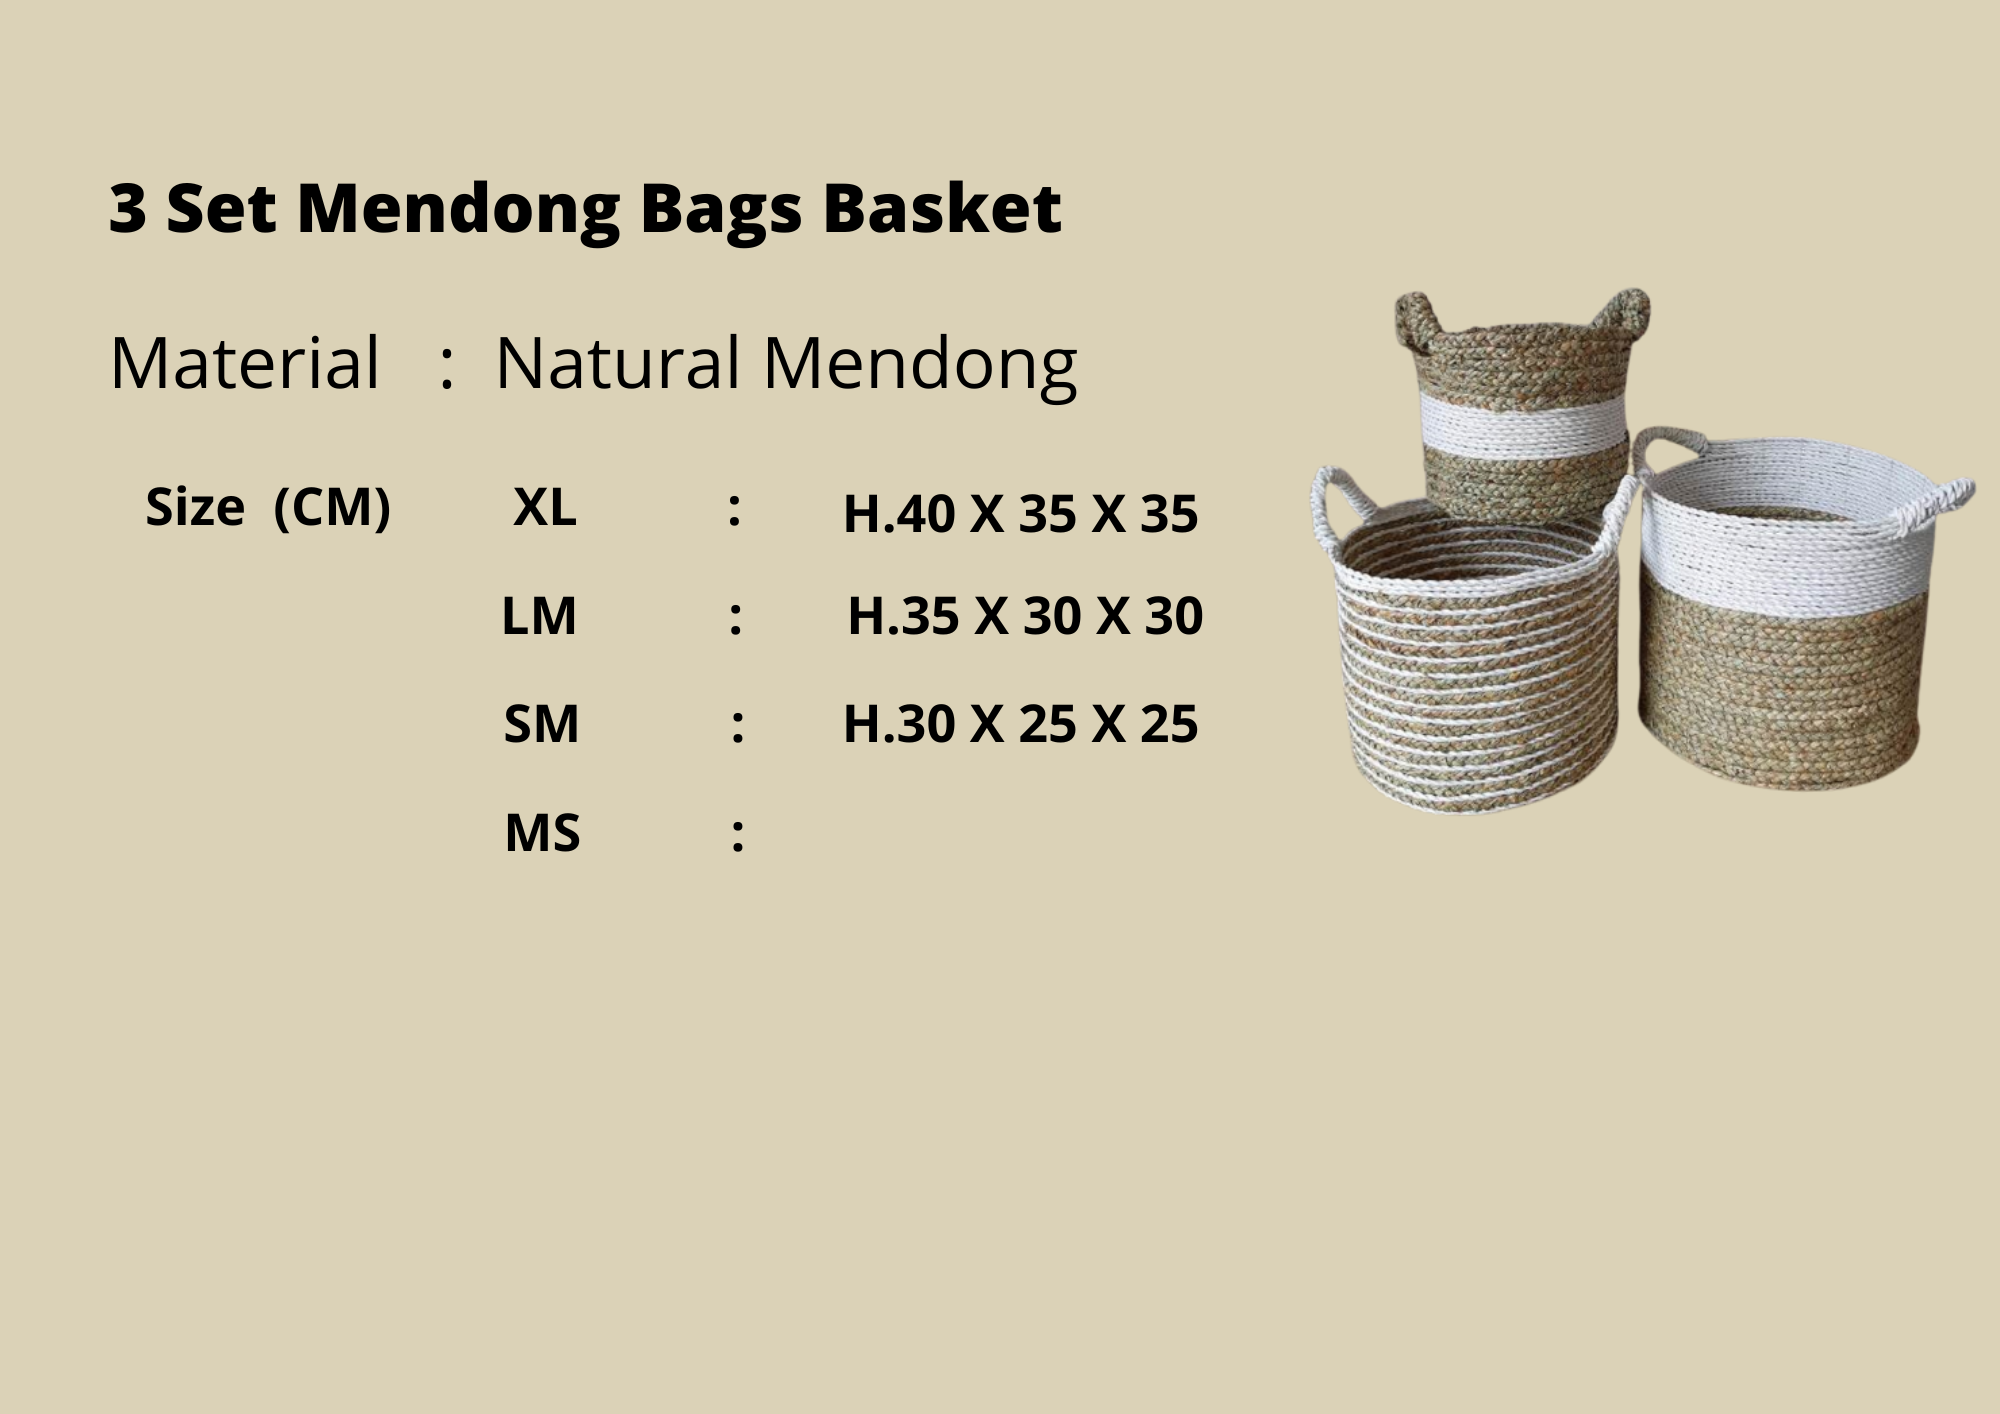 3 Set Mendong Bags Basket
Material : Natural Mendong
Size (CM) XL : H.40 X 35 X 35
LM : H.35 X 30 X 30
SM : H.30 X 25 X 25
MS :